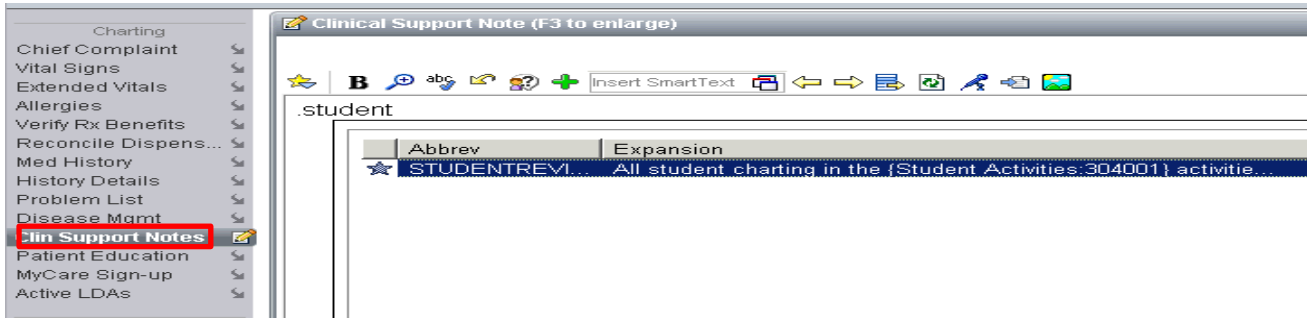 Charting
Chief Complaint
Vital Signs
Extended Vitals
Allergies
Verify Rx Benefits
Reconcile Dispens...
Med History
History Details
Problem List
Disease Mgmt
Clin Support Notes
Patient Education
MyCare Sign-up
Active LDAs
Clinical Support Note (F3 to enlarge)
B abc Insert SmartText
.student
Abbrev Expansion
STUDENTREVI... All student charting in the {Student Activities:304001} activitie...